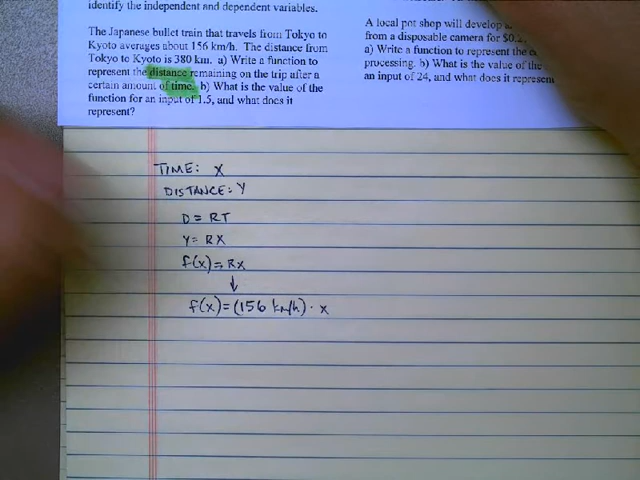 identify the independent and dependent variables.
The Japanese bullet train that travels from Tokyo to
Kyoto averages about 156 km/h. The distance from
Tokyo to Kyoto is 380 km. a) Write a function to
represent the distance remaining on the trip after a
certain amount of time. b) What is the value of the
function for an input of 1.5, and what does it
represent?
A local pot shop will develop
from a disposable camera for $0.2
a) Write a function to represent the
processing. b) What is the value of the
an input of 24, and what does it represent
TIME: X
DISTANCE: Y
D = RT
Y = RX
f(x) = Rx
↓
f(x) = (156 km/h) · x